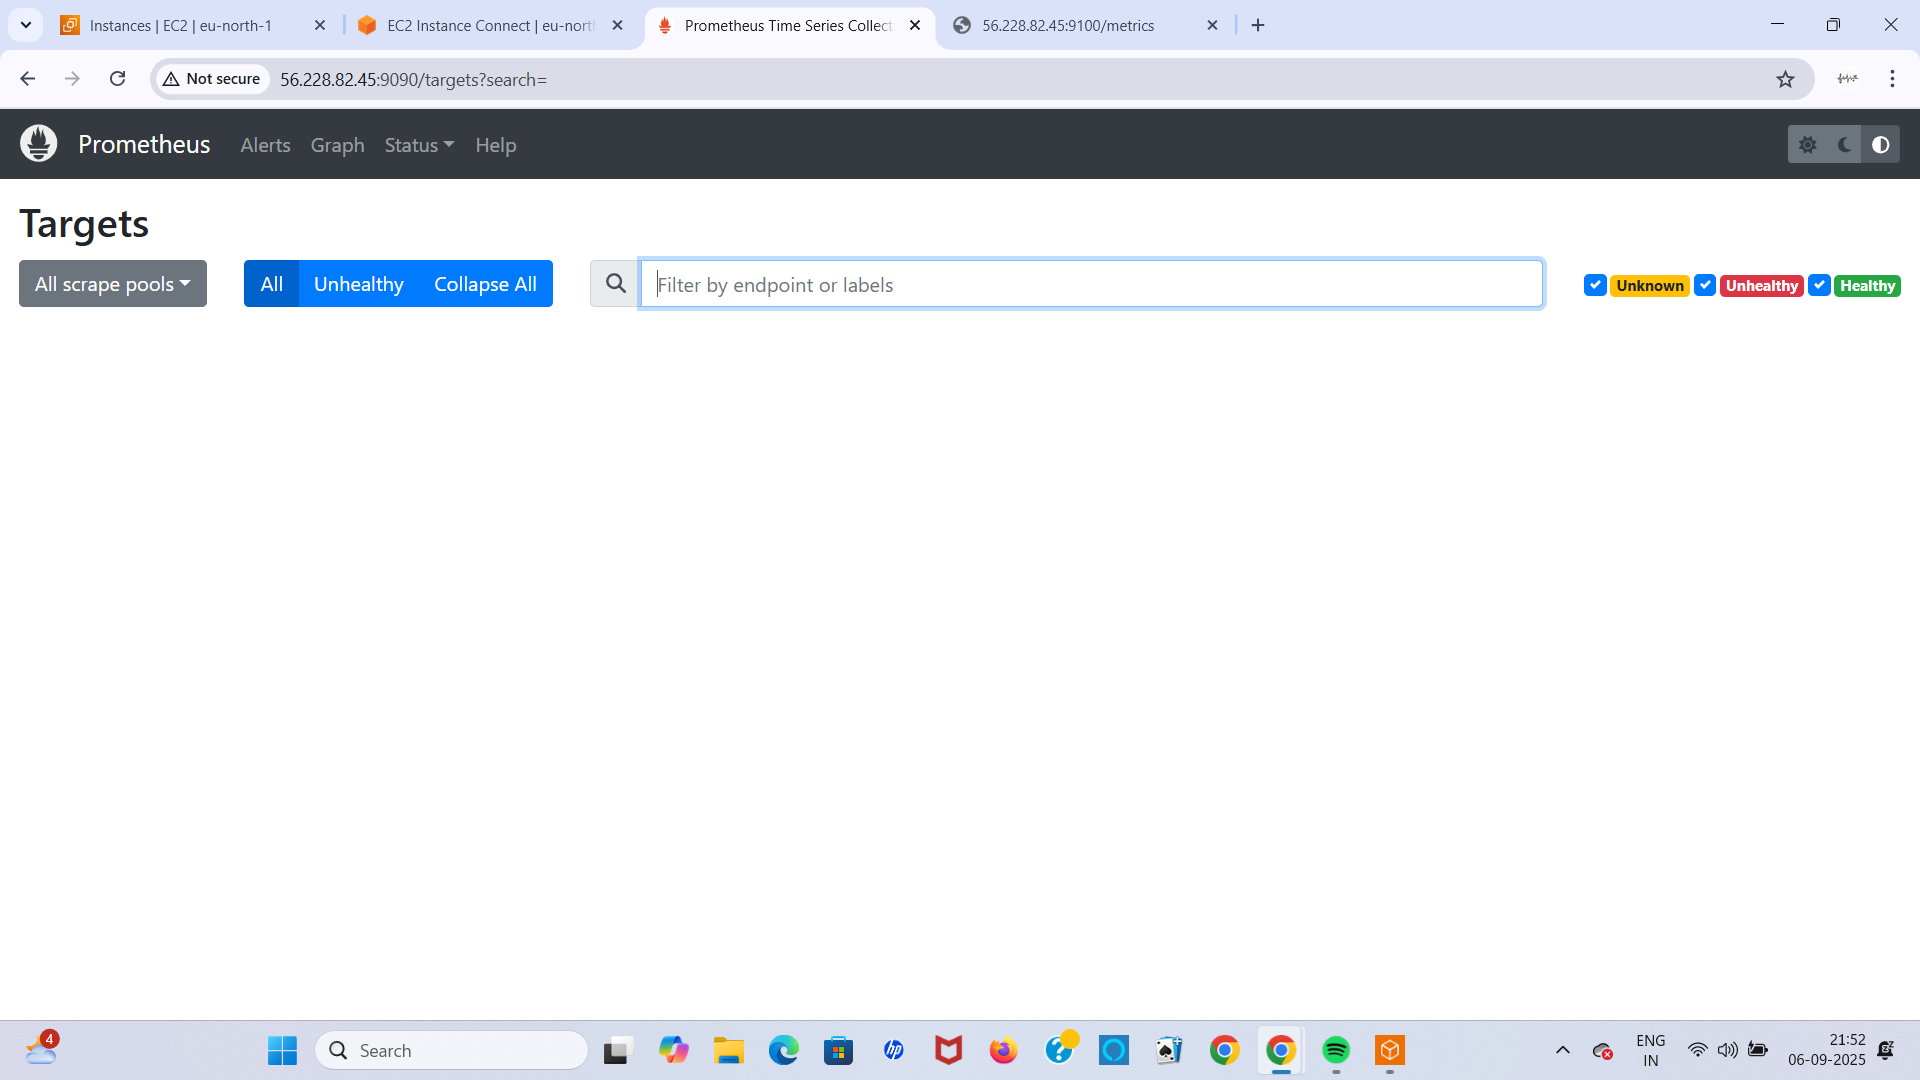 Instances | EC2 | eu-north-1
EC2 Instance Connect | eu-nort
Prometheus Time Series Collect
56.228.82.45:9100/metrics
Not secure
56.228.82.45:9090/targets?search=
Prometheus
Alerts
Graph
Status
Help
Targets
All scrape pools
All
Unhealthy
Collapse All
Filter by endpoint or labels
Unknown
Unhealthy
Healthy
4
Search
hp
ENG
IN
21:52
06-09-2025